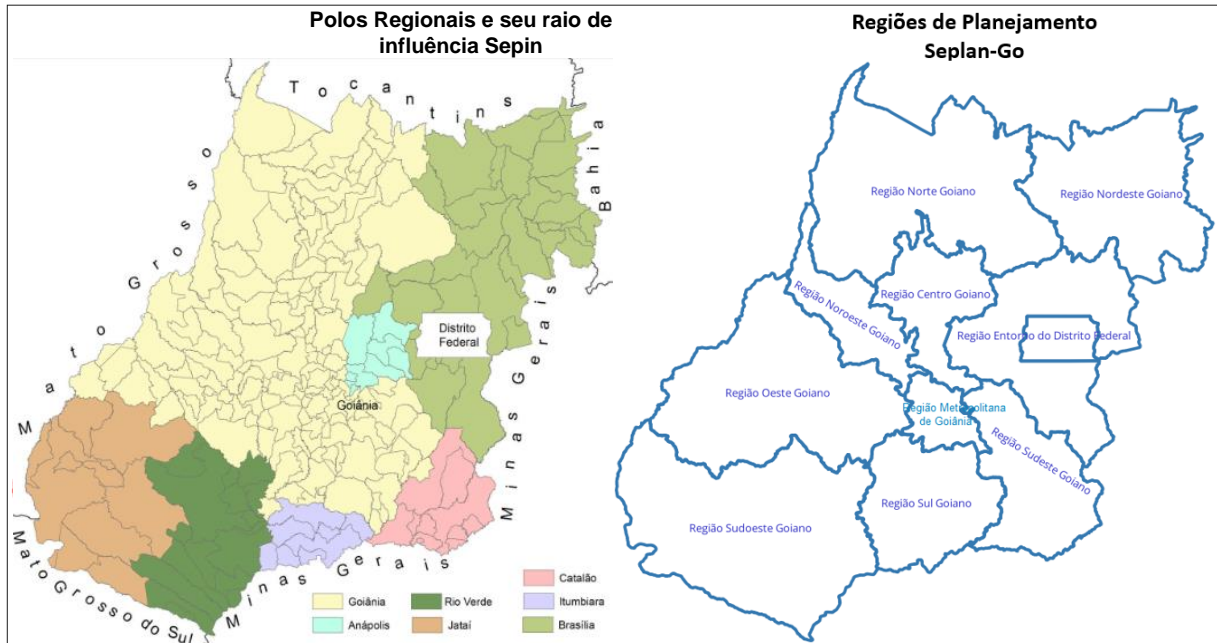 Polos Regionais e seu raio de
influência Sepin
Tocantins
Bahia
Mato Grosso
Distrito
Federal
Goiânia
Minas Gerais
Minas Gerais
Mato Grosso do Sul
Catalão
Goiânia
Rio Verde
Itumbiara
Anápolis
Jataí
Brasília
Regiões de Planejamento
Seplan-Go
Região Norte Goiano
Região Nordeste Goiano
Região Centro Goiano
Região Noroeste Goiano
Região Entorno do Distrito Federal
Região Oeste Goiano
Região Metropolitana
de Goiânia
Região Sudeste Goiano
Região Sul Goiano
Região Sudoeste Goiano